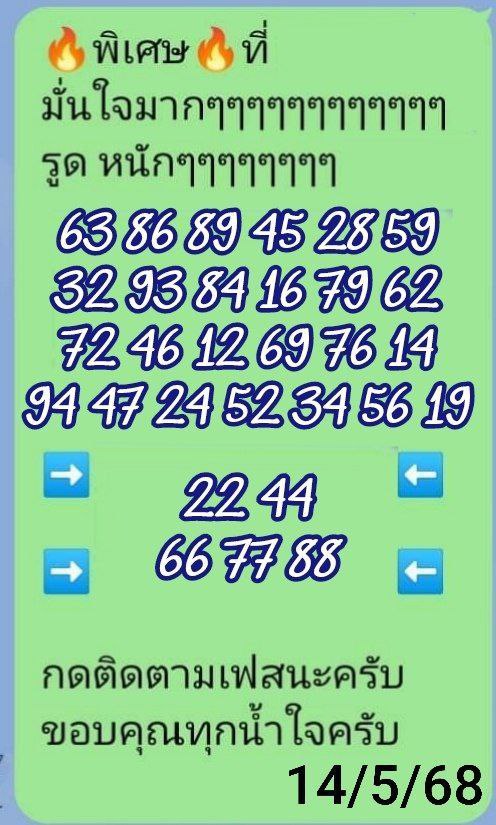 🔥พิเศษ🔥ที่
มั่นใจมากๆๆๆๆๆๆๆๆๆๆๆๆ
รูด หนักๆๆๆๆๆๆๆๆ
63 86 89 45 28 59
32 93 84 16 79 62
72 46 12 69 76 14
94 47 24 52 34 56 19
➡️ 22 44 ⬅️
➡️ 66 77 88 ⬅️
กดติดตามเฟสนะครับ
ขอบคุณทุกน้ำใจครับ
14/5/68